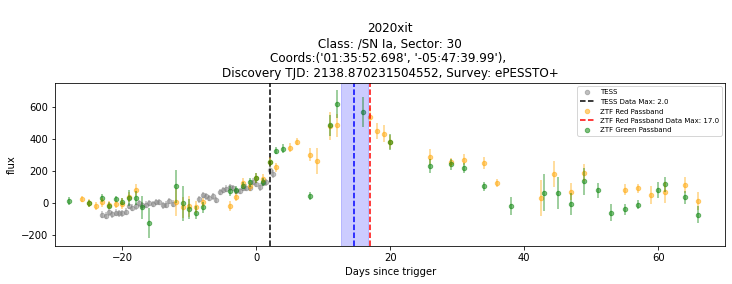 2020xit
Class: /SN Ia, Sector: 30
Coords:('01:35:52.698', '-05:47:39.99'),
Discovery TJD: 2138.870231504552, Survey: ePESSTO+
600
400
200
0
−200
flux
−20
0
20
40
60
Days since trigger
TESS
TESS Data Max: 2.0
ZTF Red Passband
ZTF Red Passband Data Max: 17.0
ZTF Green Passband